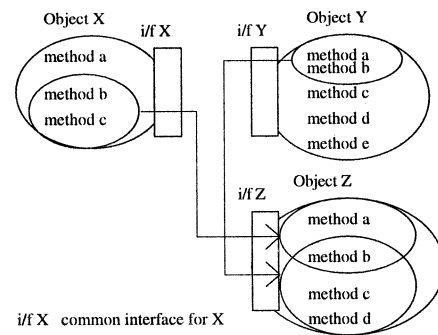 Object X
i/f X
method a
method b
method c
i/f Y
Object Y
method a
method b
method c
method d
method e
i/f Z
Object Z
method a
method b
method c
method d
i/f X common interface for X